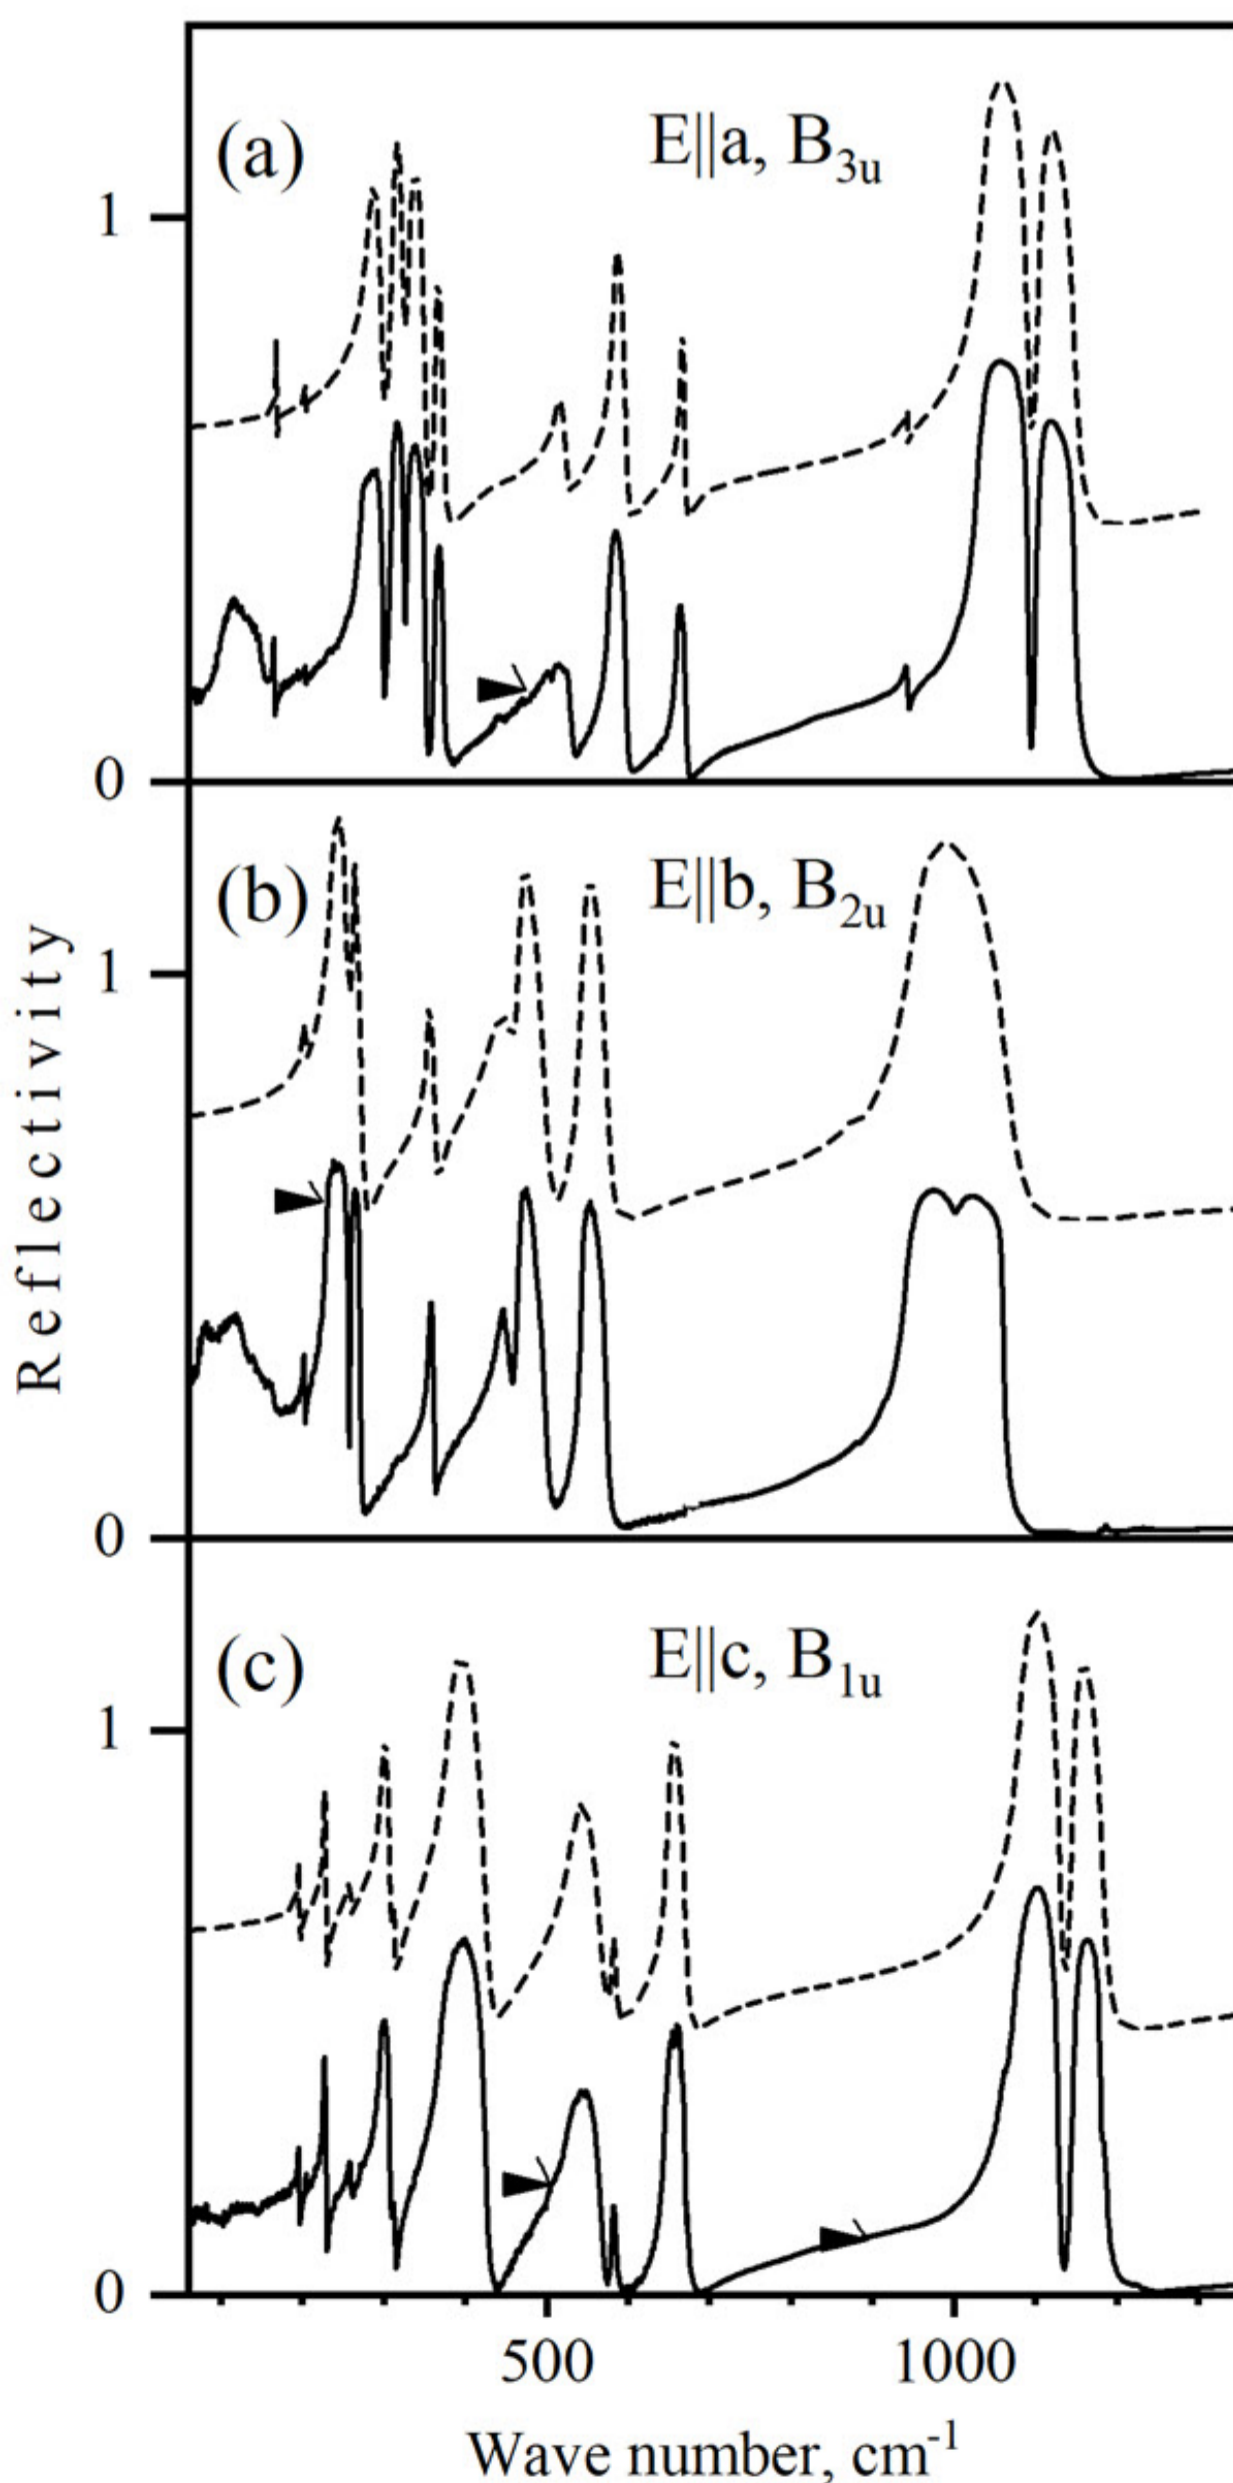 (a) E||a, B3u
1
0
(b) E||b, B2u
1
0
(c) E||c, B1u
1
0
Reflectivity
500 1000
Wave number, cm-1